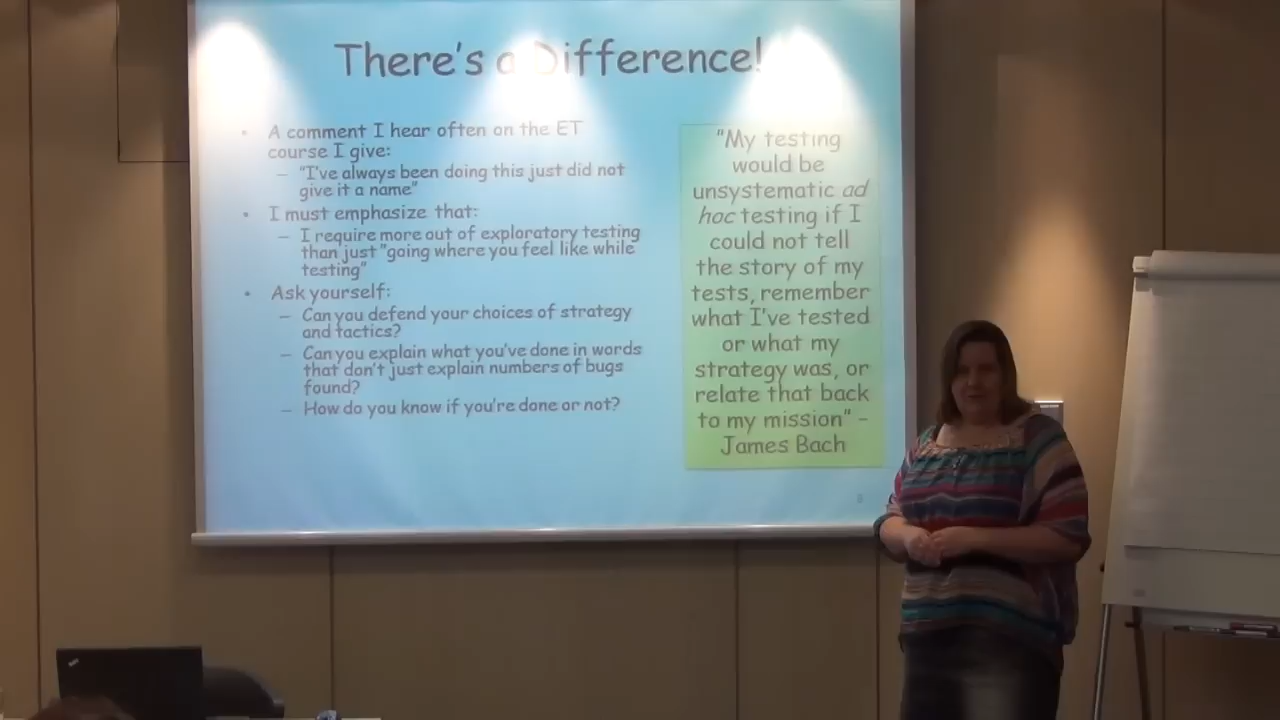 There's a Difference!
• A comment I hear often on the ET
course I give:
– "I've always been doing this just did not
give it a name"
• I must emphasize that:
– I require more out of exploratory testing
than just "going where you feel like while
testing"
• Ask yourself:
– Can you defend your choices of strategy
and tactics?
– Can you explain what you've done in words
that don't just explain numbers of bugs
found?
– How do you know if you're done or not?
"My testing
would be
unsystematic ad
hoc testing if I
could not tell
the story of my
tests, remember
what I've tested
or what my
strategy was, or
relate that back
to my mission" –
James Bach